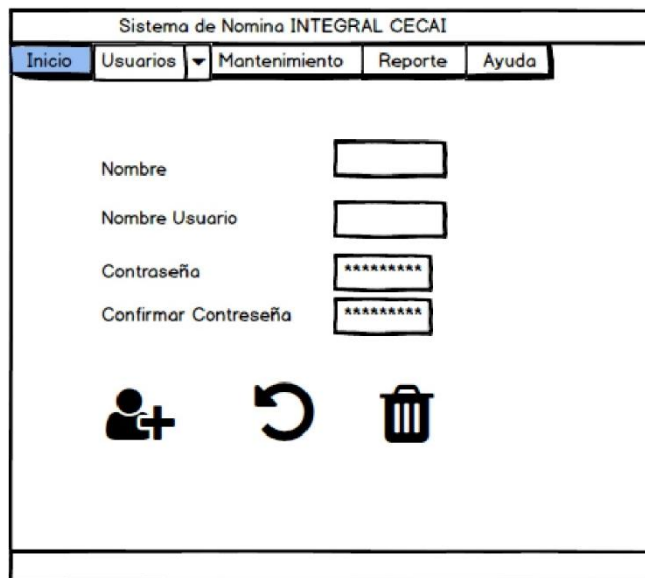 Sistema de Nomina INTEGRAL CECAI
Inicio Usuarios Mantenimiento Reporte Ayuda
Nombre
Nombre Usuario
Contraseña *********
Confirmar Contreseña *********